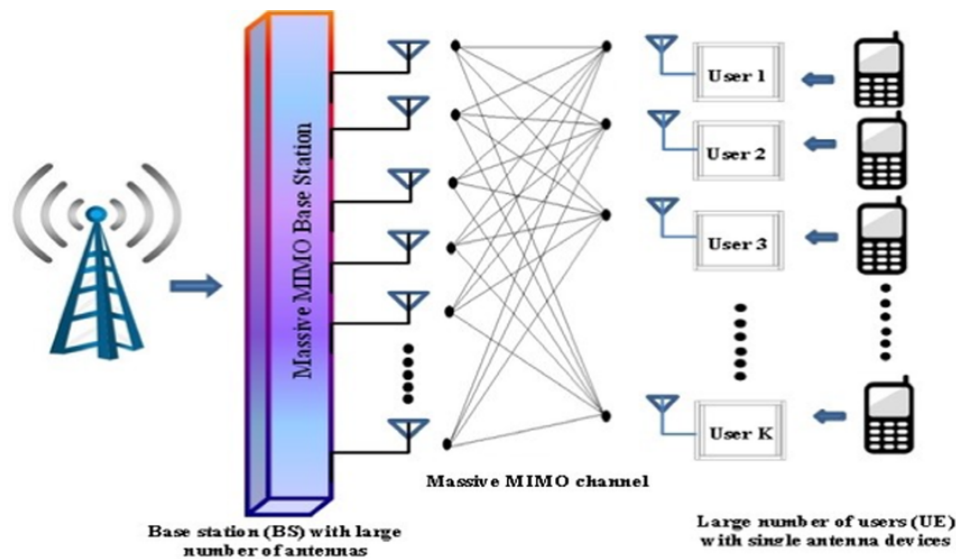 Massive MIMO Base Station
User 1
User 2
User 3
User K
Massive MIMO channel
Base station (BS) with large
number of antennas
Large number of users (UE)
with single antenna devices